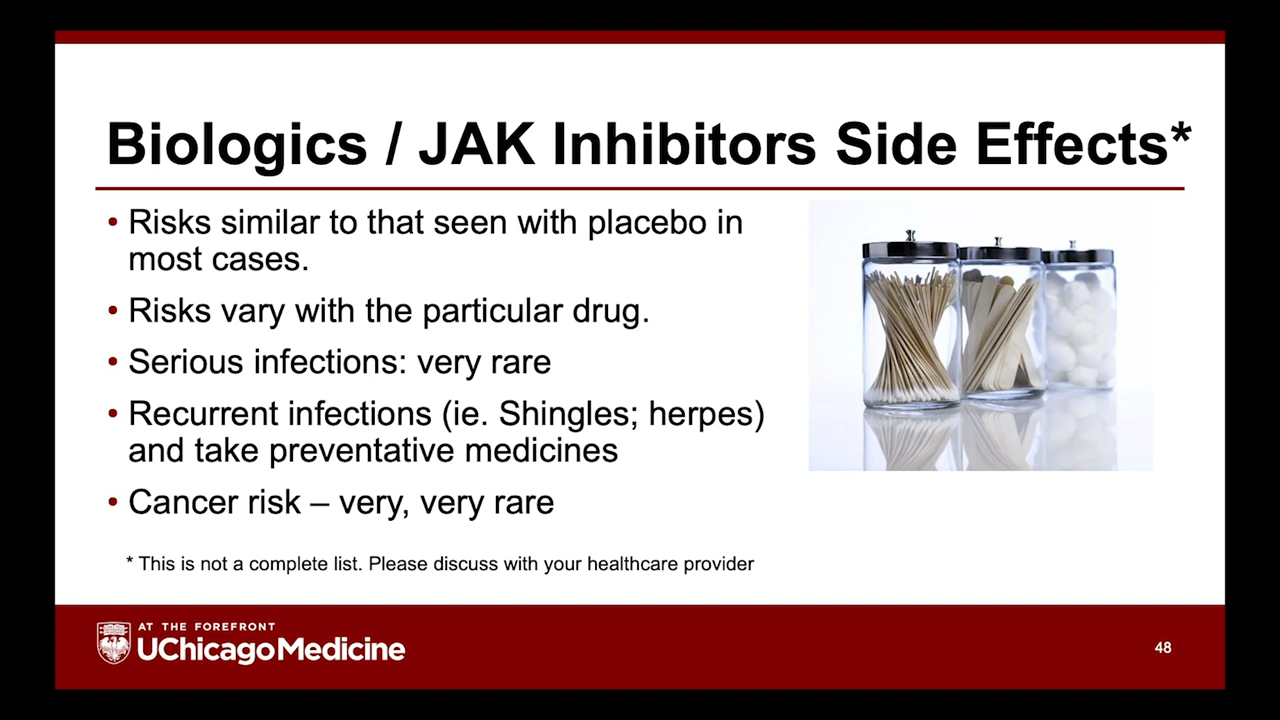 Biologics / JAK Inhibitors Side Effects*
• Risks similar to that seen with placebo in
most cases.
• Risks vary with the particular drug.
• Serious infections: very rare
• Recurrent infections (ie. Shingles; herpes)
and take preventative medicines
• Cancer risk – very, very rare
* This is not a complete list. Please discuss with your healthcare provider
AT THE FOREFRONT
UChicagoMedicine
48